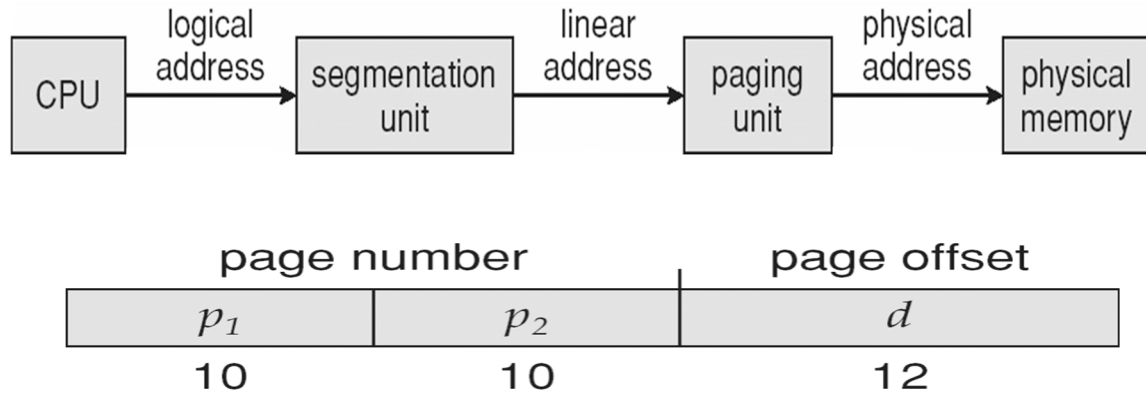 logical address
linear address
physical address
CPU
segmentation unit
paging unit
physical memory
page number
page offset
p1
p2
d
10
10
12